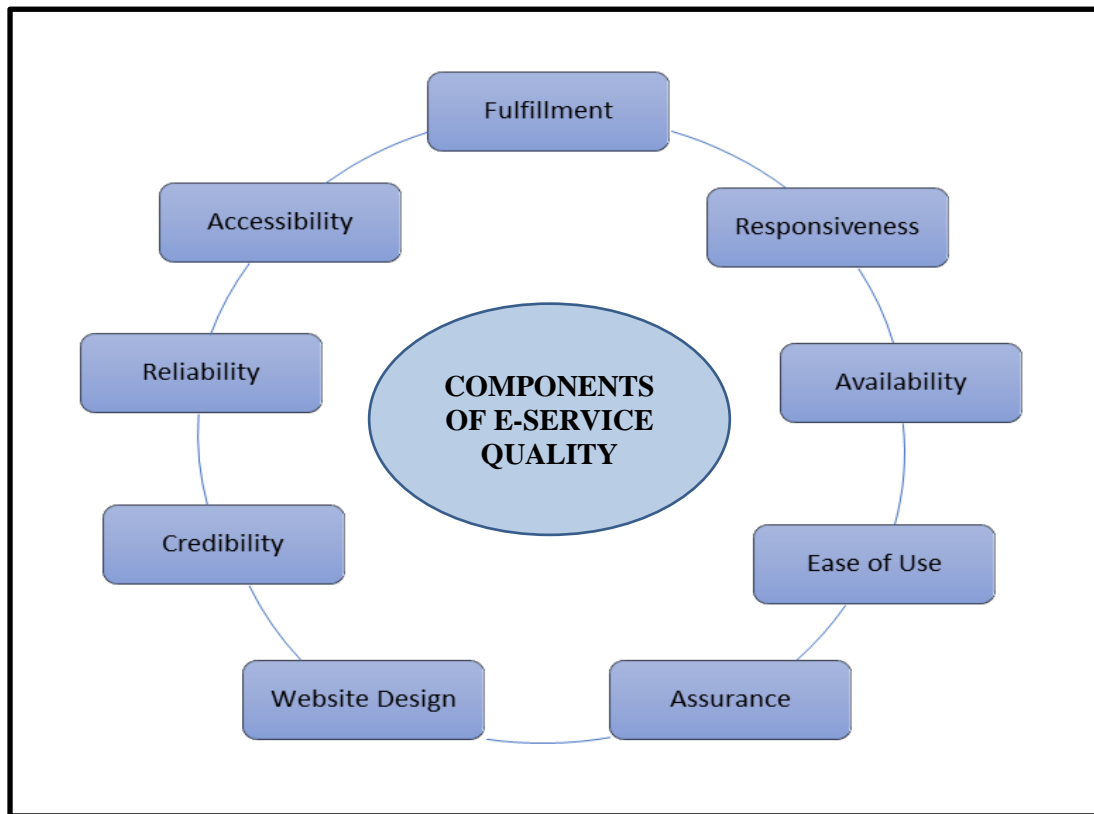 Fulfillment
Accessibility
Responsiveness
Reliability
Availability
COMPONENTS
OF E-SERVICE
QUALITY
Credibility
Ease of Use
Website Design
Assurance